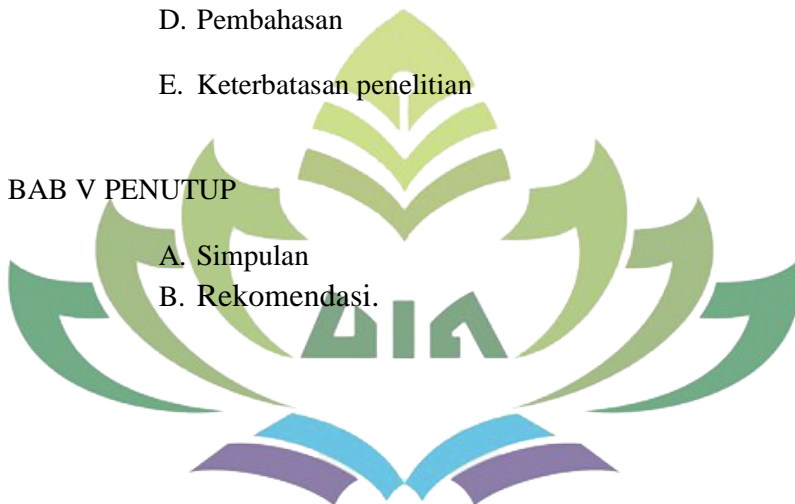 D. Pembahasan
E. Keterbatasan penelitian
BAB V PENUTUP
A. Simpulan
B. Rekomendasi.